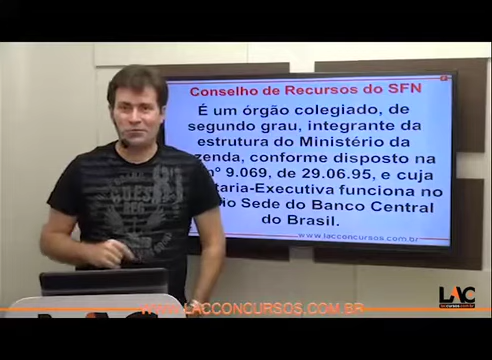 Conselho de Recursos do SFN
É um órgão colegiado, de
segundo grau, integrante da
estrutura do Ministério da
zenda, conforme disposto na
nº 9.069, de 29.06.95, e cuja
taria-Executiva funciona no
io Sede do Banco Central
do Brasil.
www.lacconcursos.com.br
WWW.LACCONCURSOS.COM.BR
LAC